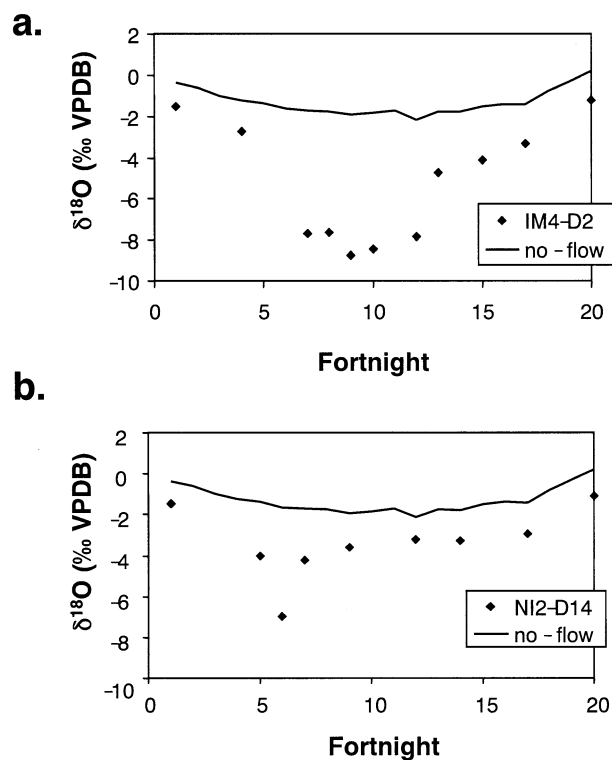 a.
δ¹⁸O (‰ VPDB)
2
0
−2
−4
−6
−8
−10
0 5 10 15 20
Fortnight
IM4−D2
no − flow
b.
δ¹⁸O (‰ VPDB)
2
0
−2
−4
−6
−8
−10
0 5 10 15 20
Fortnight
NI2−D14
no − flow